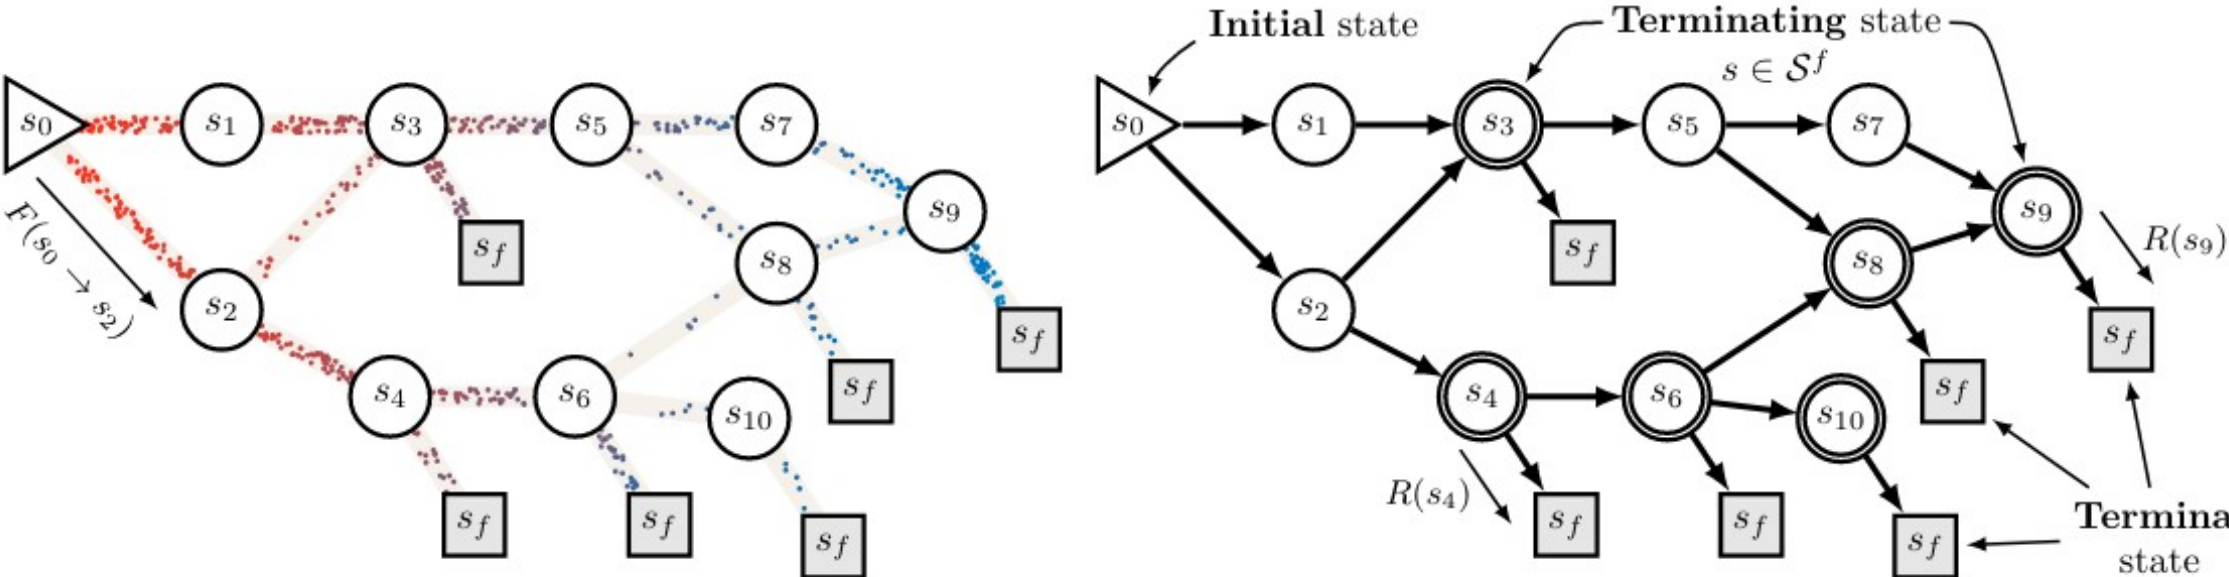 s0
s1
s3
s5
s7
s9
sf
s8
F(s0 → s2)
s2
sf
sf
s4
s6
s10
sf
sf
sf
Initial state
Terminating state
s ∈ 𝒮^f
s0
s1
s3
s5
s7
s9
R(s9)
sf
s8
s2
sf
sf
s4
s6
s10
R(s4)
sf
sf
sf
Termina
state